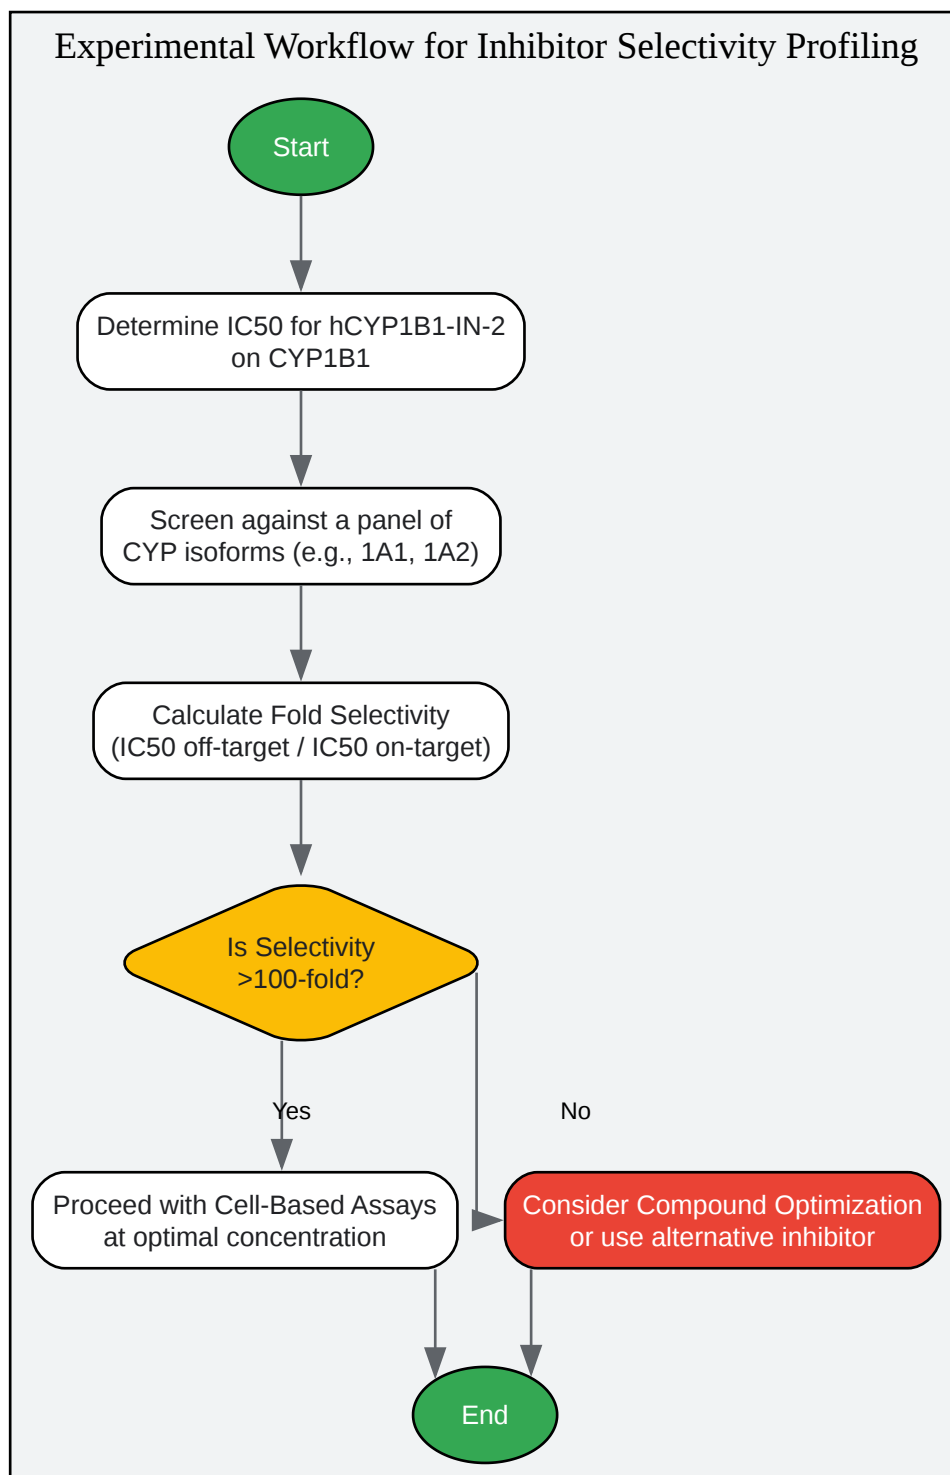 Experimental Workflow for Inhibitor Selectivity Profiling
Start
Determine IC50 for hCYP1B1-IN-2
on CYP1B1
Screen against a panel of
CYP isoforms (e.g., 1A1, 1A2)
Calculate Fold Selectivity
(IC50 off-target / IC50 on-target)
Is Selectivity
>100-fold?
Yes
No
Proceed with Cell-Based Assays
at optimal concentration
Consider Compound Optimization
or use alternative inhibitor
End